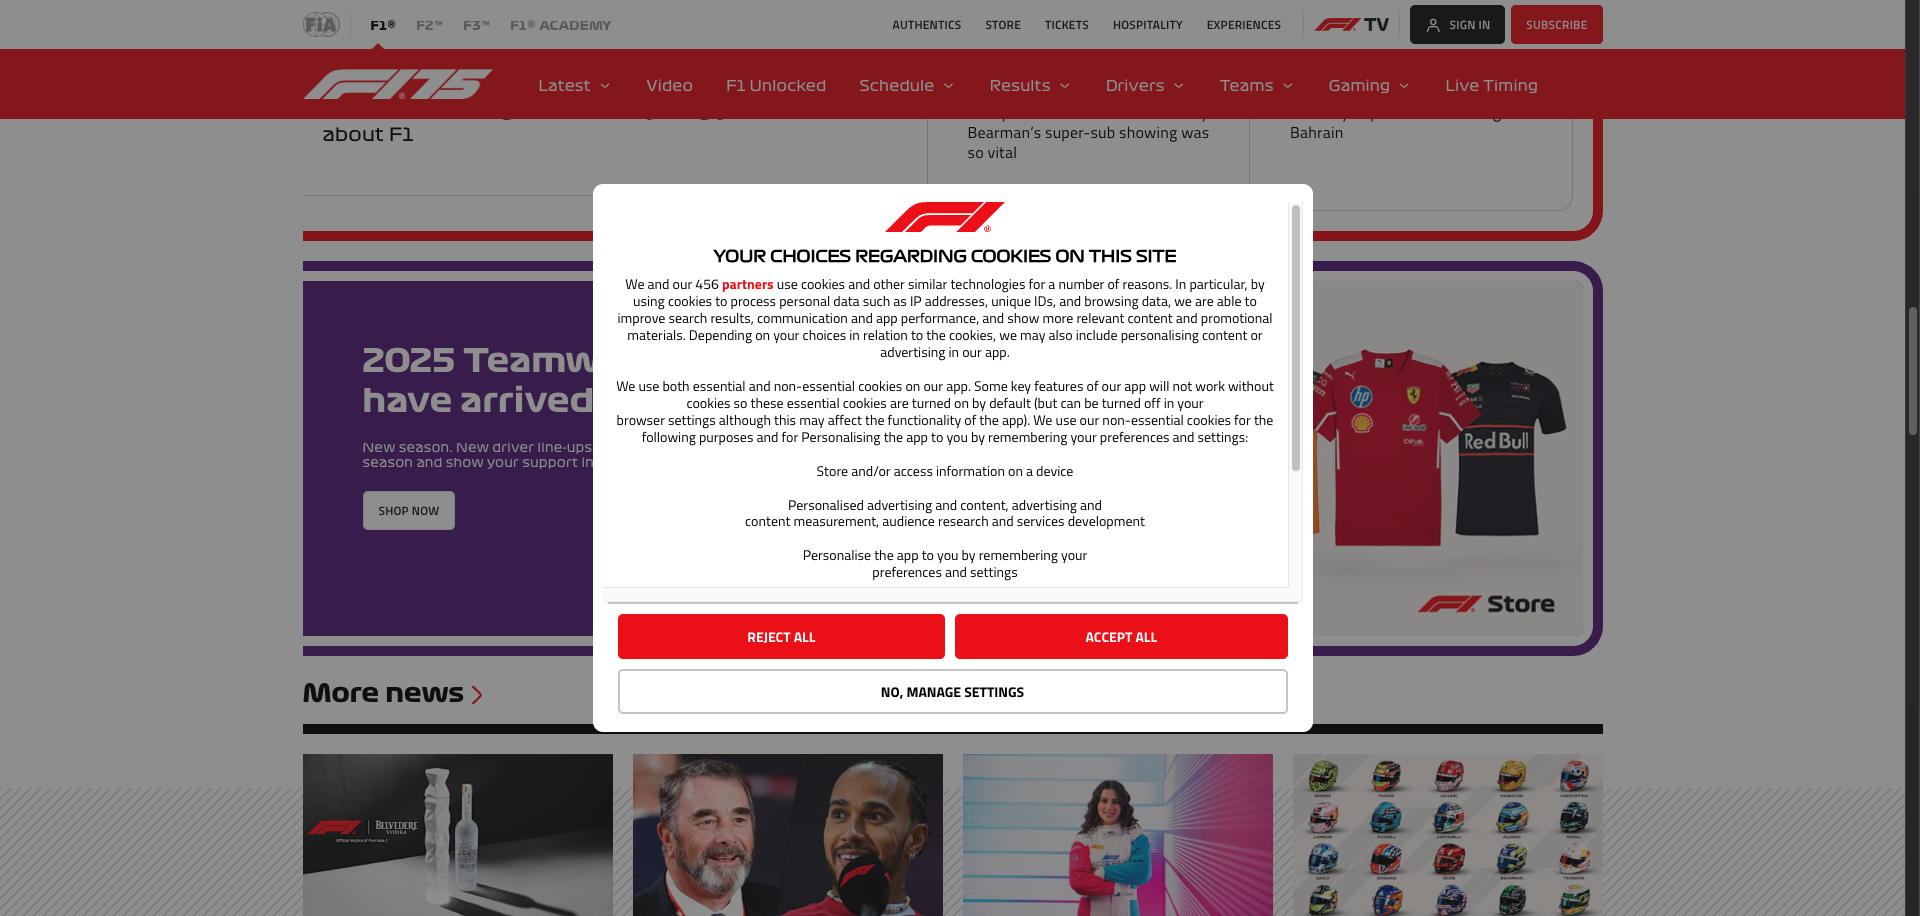 FiA F1® F2™ F3™ F1® ACADEMY AUTHENTICS STORE TICKETS HOSPITALITY EXPERIENCES F1 TV SIGN IN SUBSCRIBE
F1 75 Latest Video F1 Unlocked Schedule Results Drivers Teams Gaming Live Timing
about F1
Bearman's super-sub showing was
so vital
Bahrain
F1®
YOUR CHOICES REGARDING COOKIES ON THIS SITE
We and our 456 partners use cookies and other similar technologies for a number of reasons. In particular, by
using cookies to process personal data such as IP addresses, unique IDs, and browsing data, we are able to
improve search results, communication and app performance, and show more relevant content and promotional
materials. Depending on your choices in relation to the cookies, we may also include personalising content or
advertising in our app.
We use both essential and non-essential cookies on our app. Some key features of our app will not work without
cookies so these essential cookies are turned on by default (but can be turned off in your
browser settings although this may affect the functionality of the app). We use our non-essential cookies for the
following purposes and for Personalising the app to you by remembering your preferences and settings:
Store and/or access information on a device
Personalised advertising and content, advertising and
content measurement, audience research and services development
Personalise the app to you by remembering your
preferences and settings
REJECT ALL ACCEPT ALL
NO, MANAGE SETTINGS
2025 Teamw
have arrived
New season. New driver line-ups
season and show your support in
SHOP NOW
hp
Red Bull
F1 Store
More news
F1 | BELVEDERE
VODKA